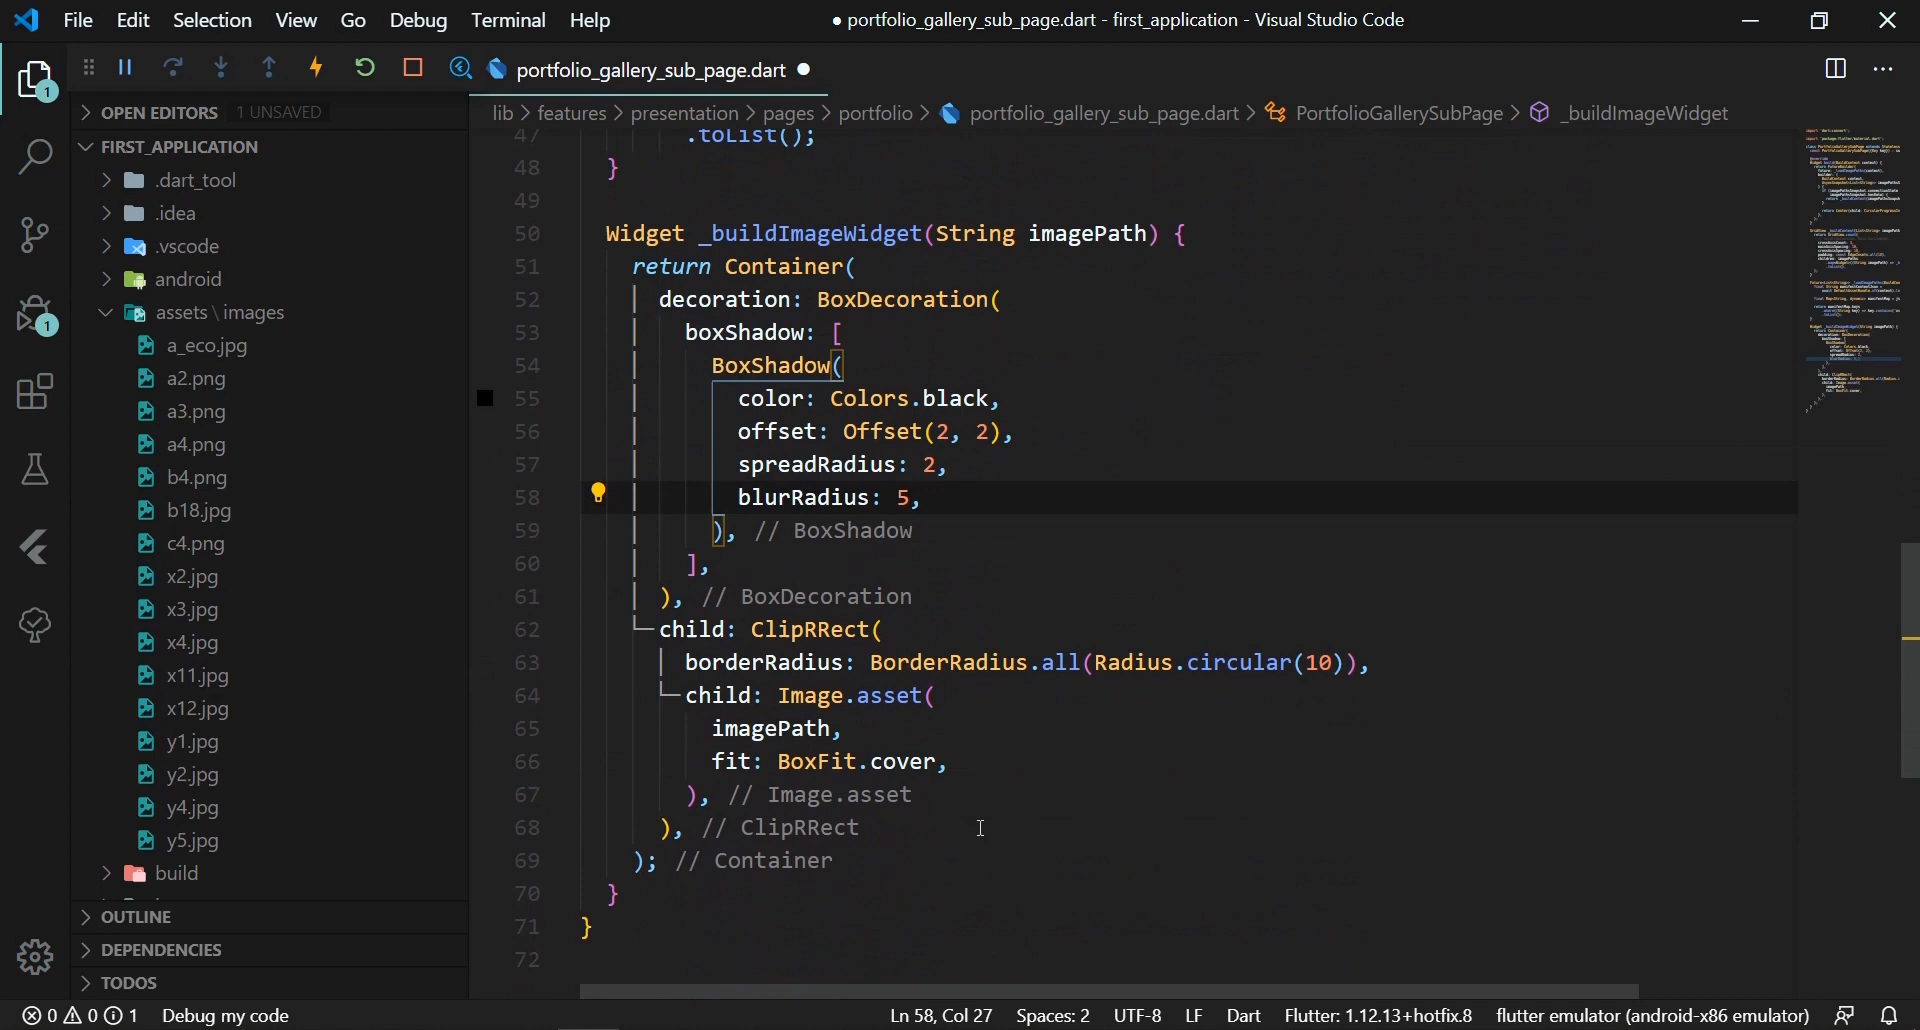 File Edit Selection View Go Debug Terminal Help
● portfolio_gallery_sub_page.dart - first_application - Visual Studio Code
portfolio_gallery_sub_page.dart
1
OPEN EDITORS 1 UNSAVED
lib > features > presentation > pages > portfolio > portfolio_gallery_sub_page.dart > PortfolioGallerySubPage > _buildImageWidget
FIRST_APPLICATION
.dart_tool
.idea
.vscode
android
assets \ images
1
a_eco.jpg
a2.png
a3.png
a4.png
b4.png
b18.jpg
c4.png
x2.jpg
x3.jpg
x4.jpg
x11.jpg
x12.jpg
y1.jpg
y2.jpg
y4.jpg
y5.jpg
build
OUTLINE
DEPENDENCIES
TODOS
47 .toList();
48 }
49
50 Widget _buildImageWidget(String imagePath) {
51 return Container(
52 decoration: BoxDecoration(
53 boxShadow: [
54 BoxShadow(
55 color: Colors.black,
56 offset: Offset(2, 2),
57 spreadRadius: 2,
58 blurRadius: 5,
59 ), // BoxShadow
60 ],
61 ), // BoxDecoration
62 child: ClipRRect(
63 borderRadius: BorderRadius.all(Radius.circular(10)),
64 child: Image.asset(
65 imagePath,
66 fit: BoxFit.cover,
67 ), // Image.asset
68 ), // ClipRRect
69 ); // Container
70 }
71 }
72
0 0 1 Debug my code Ln 58, Col 27 Spaces: 2 UTF-8 LF Dart Flutter: 1.12.13+hotfix.8 flutter emulator (android-x86 emulator)